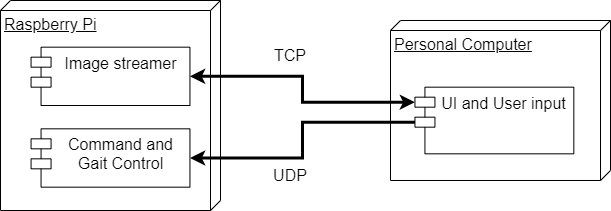 Raspberry Pi
Image streamer
Command and
Gait Control
TCP
UDP
Personal Computer
UI and User input